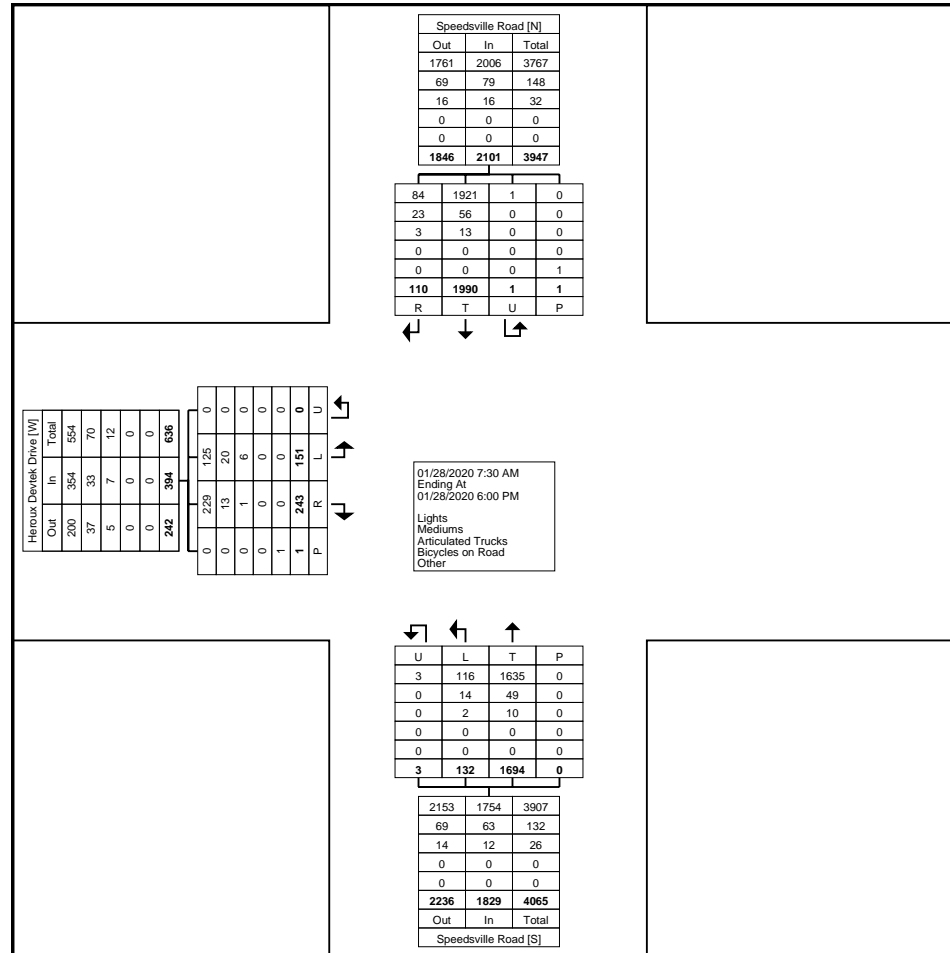 Speedsville Road [N]
Out In Total
1761 2006 3767
69 79 148
16 16 32
0 0 0
0 0 0
1846 2101 3947
84 1921 1 0
23 56 0 0
3 13 0 0
0 0 0 0
0 0 0 1
110 1990 1 1
R T U P
Heroux Devtek Drive [W]
Out In Total
200 354 554
37 33 70
5 7 12
0 0 0
0 0 0
242 394 636
0 229 125 0
0 13 20 0
0 1 6 0
0 0 0 0
1 0 0 0
1 243 151 0
P R L U
01/28/2020 7:30 AM
Ending At
01/28/2020 6:00 PM
Lights
Mediums
Articulated Trucks
Bicycles on Road
Other
U L T P
3 116 1635 0
0 14 49 0
0 2 10 0
0 0 0 0
0 0 0 0
3 132 1694 0
2153 1754 3907
69 63 132
14 12 26
0 0 0
0 0 0
2236 1829 4065
Out In Total
Speedsville Road [S]